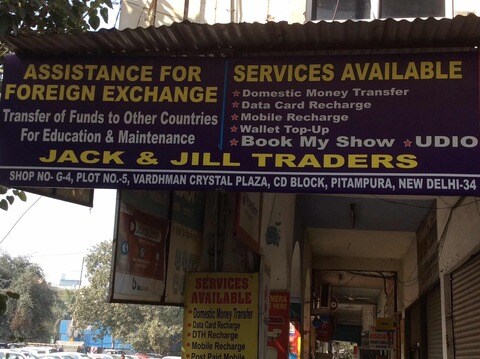 ASSISTANCE FOR
FOREIGN EXCHANGE
Transfer of Funds to Other Countries
For Education & Maintenance
SERVICES AVAILABLE
★Domestic Money Transfer
★Data Card Recharge
★Mobile Recharge
★Wallet Top-Up
★Book My Show ★UDIO
JACK & JILL TRADERS
SHOP NO- G-4, PLOT NO.-5, VARDHMAN CRYSTAL PLAZA, CD BLOCK, PITAMPURA, NEW DELHI-34
SERVICES
AVAILABLE
★Domestic Money Transfer
★Data Card Recharge
★DTH Recharge
★Mobile Recharge
★Post Paid Mobile